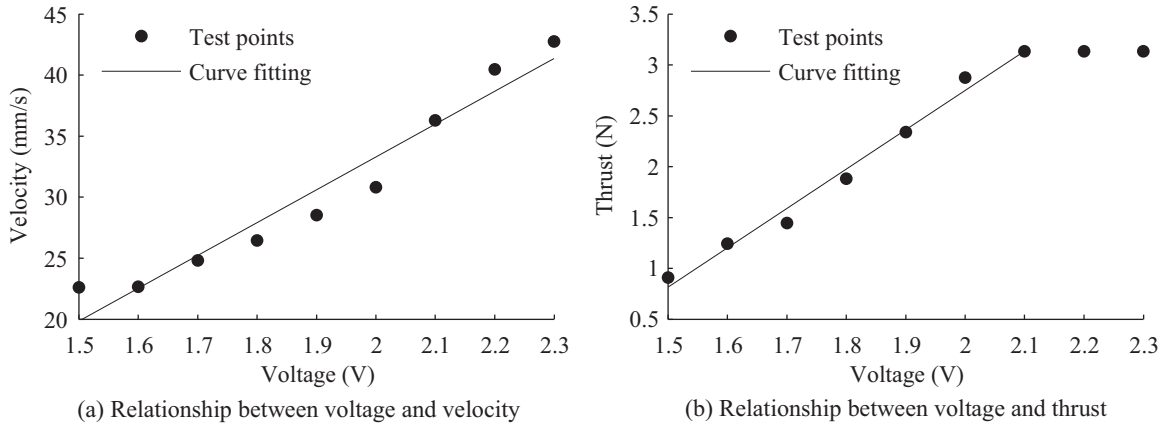 45
40
35
30
25
20
Velocity (mm/s)
Test points
Curve fitting
1.5 1.6 1.7 1.8 1.9 2 2.1 2.2 2.3
Voltage (V)
(a) Relationship between voltage and velocity
3.5
3
2.5
2
1.5
1
0.5
Thrust (N)
Test points
Curve fitting
1.5 1.6 1.7 1.8 1.9 2 2.1 2.2 2.3
Voltage (V)
(b) Relationship between voltage and thrust